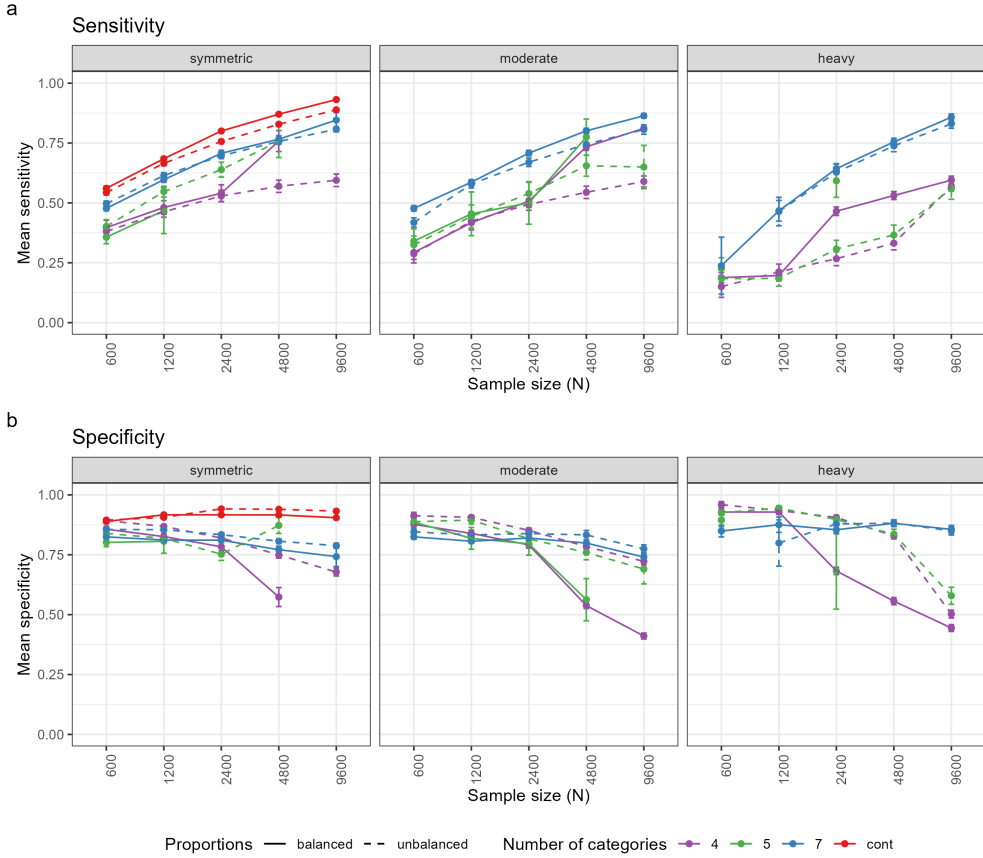 a
Sensitivity
symmetric moderate heavy
1.00
0.75
0.50
0.25
0.00
Mean sensitivity
600 1200 2400 4800 9600 600 1200 2400 4800 9600 600 1200 2400 4800 9600
Sample size (N)
b
Specificity
symmetric moderate heavy
1.00
0.75
0.50
0.25
0.00
Mean specificity
600 1200 2400 4800 9600 600 1200 2400 4800 9600 600 1200 2400 4800 9600
Sample size (N)
Proportions balanced unbalanced Number of categories 4 5 7 cont